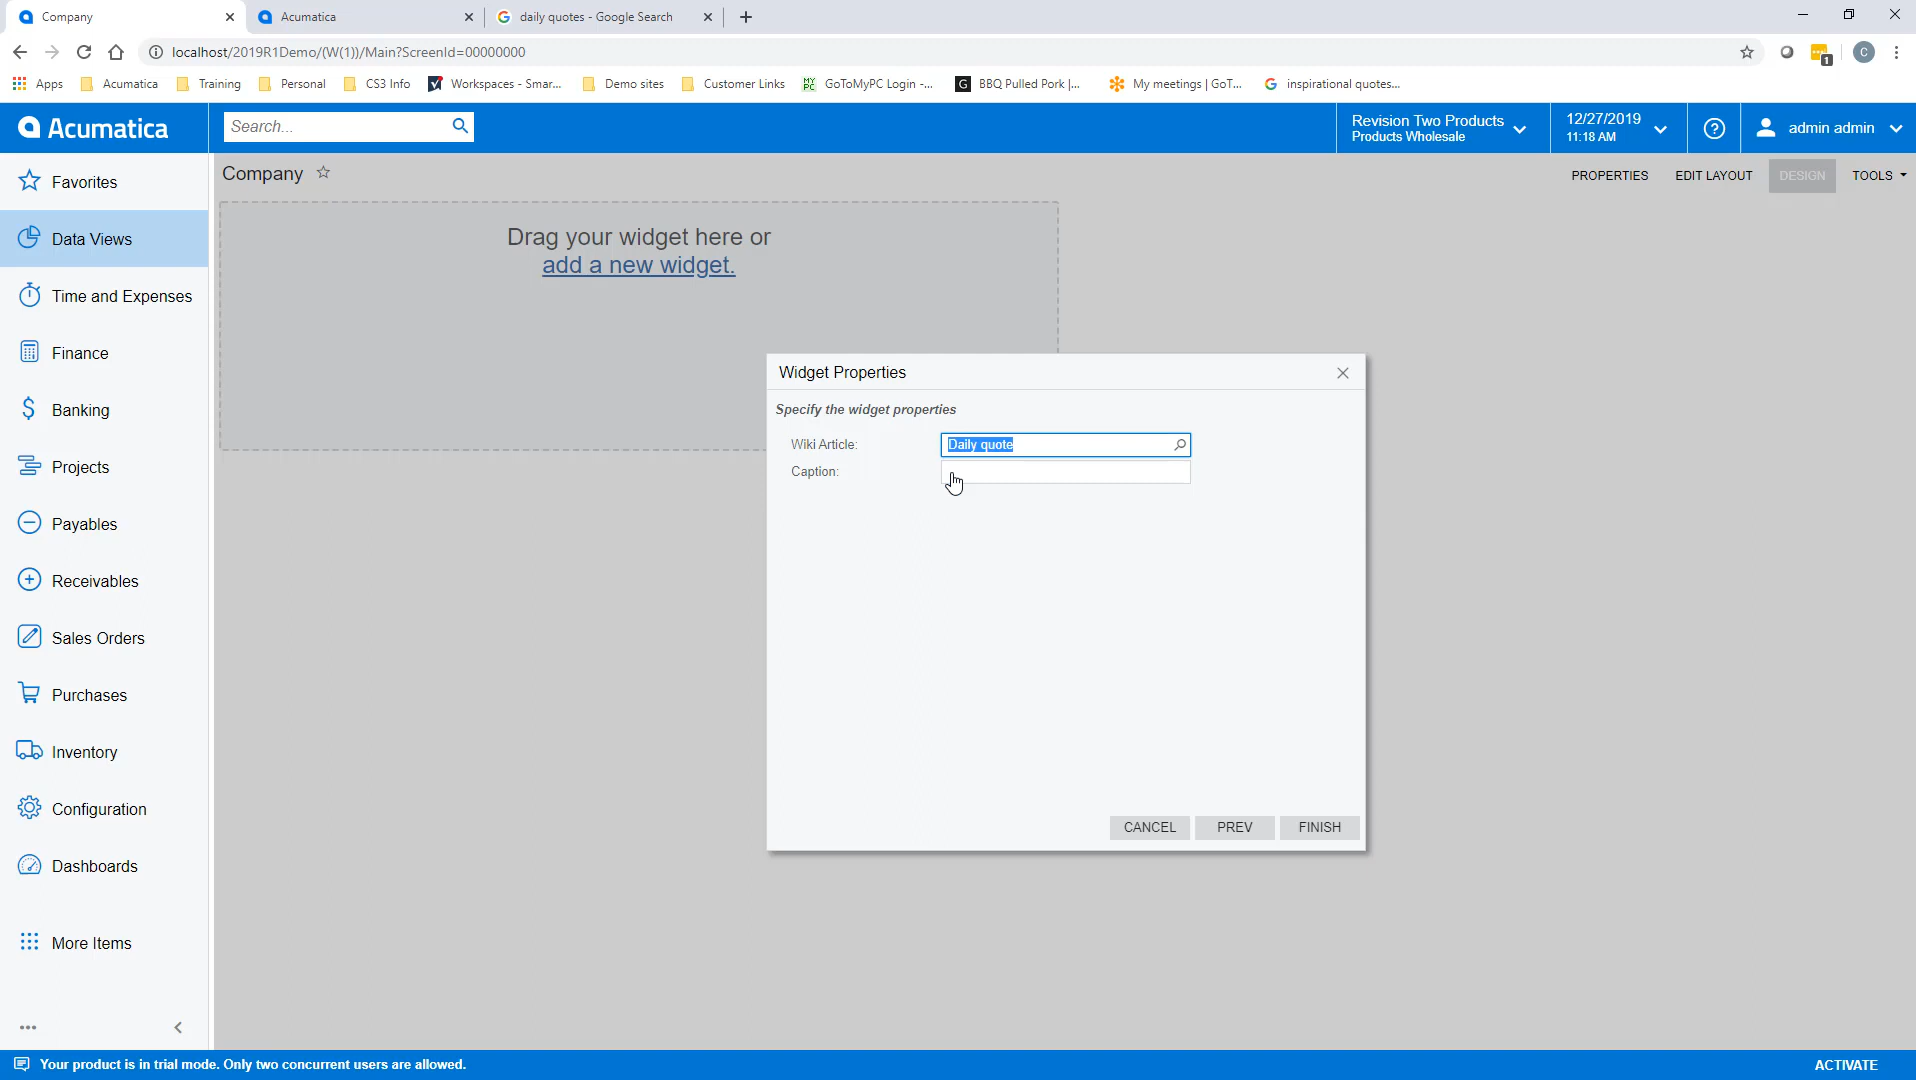 Company
Acumatica
daily quotes - Google Search
localhost/2019R1Demo/(W(1))/Main?ScreenId=00000000
1
C
Apps
Acumatica
Training
Personal
CS3 Info
Workspaces - Smar...
Demo sites
Customer Links
MY PC
GoToMyPC Login -...
G
BBQ Pulled Pork |...
My meetings | GoT...
inspirational quotes...
Acumatica
Search...
Revision Two Products
Products Wholesale
12/27/2019
11:18 AM
admin admin
Company
PROPERTIES
EDIT LAYOUT
DESIGN
TOOLS
Favorites
Data Views
Time and Expenses
Finance
Banking
Projects
Payables
Receivables
Sales Orders
Purchases
Inventory
Configuration
Dashboards
More Items
Drag your widget here or
add a new widget.
Widget Properties
Specify the widget properties
Wiki Article:
Daily quote
Caption:
CANCEL
PREV
FINISH
Your product is in trial mode. Only two concurrent users are allowed.
ACTIVATE